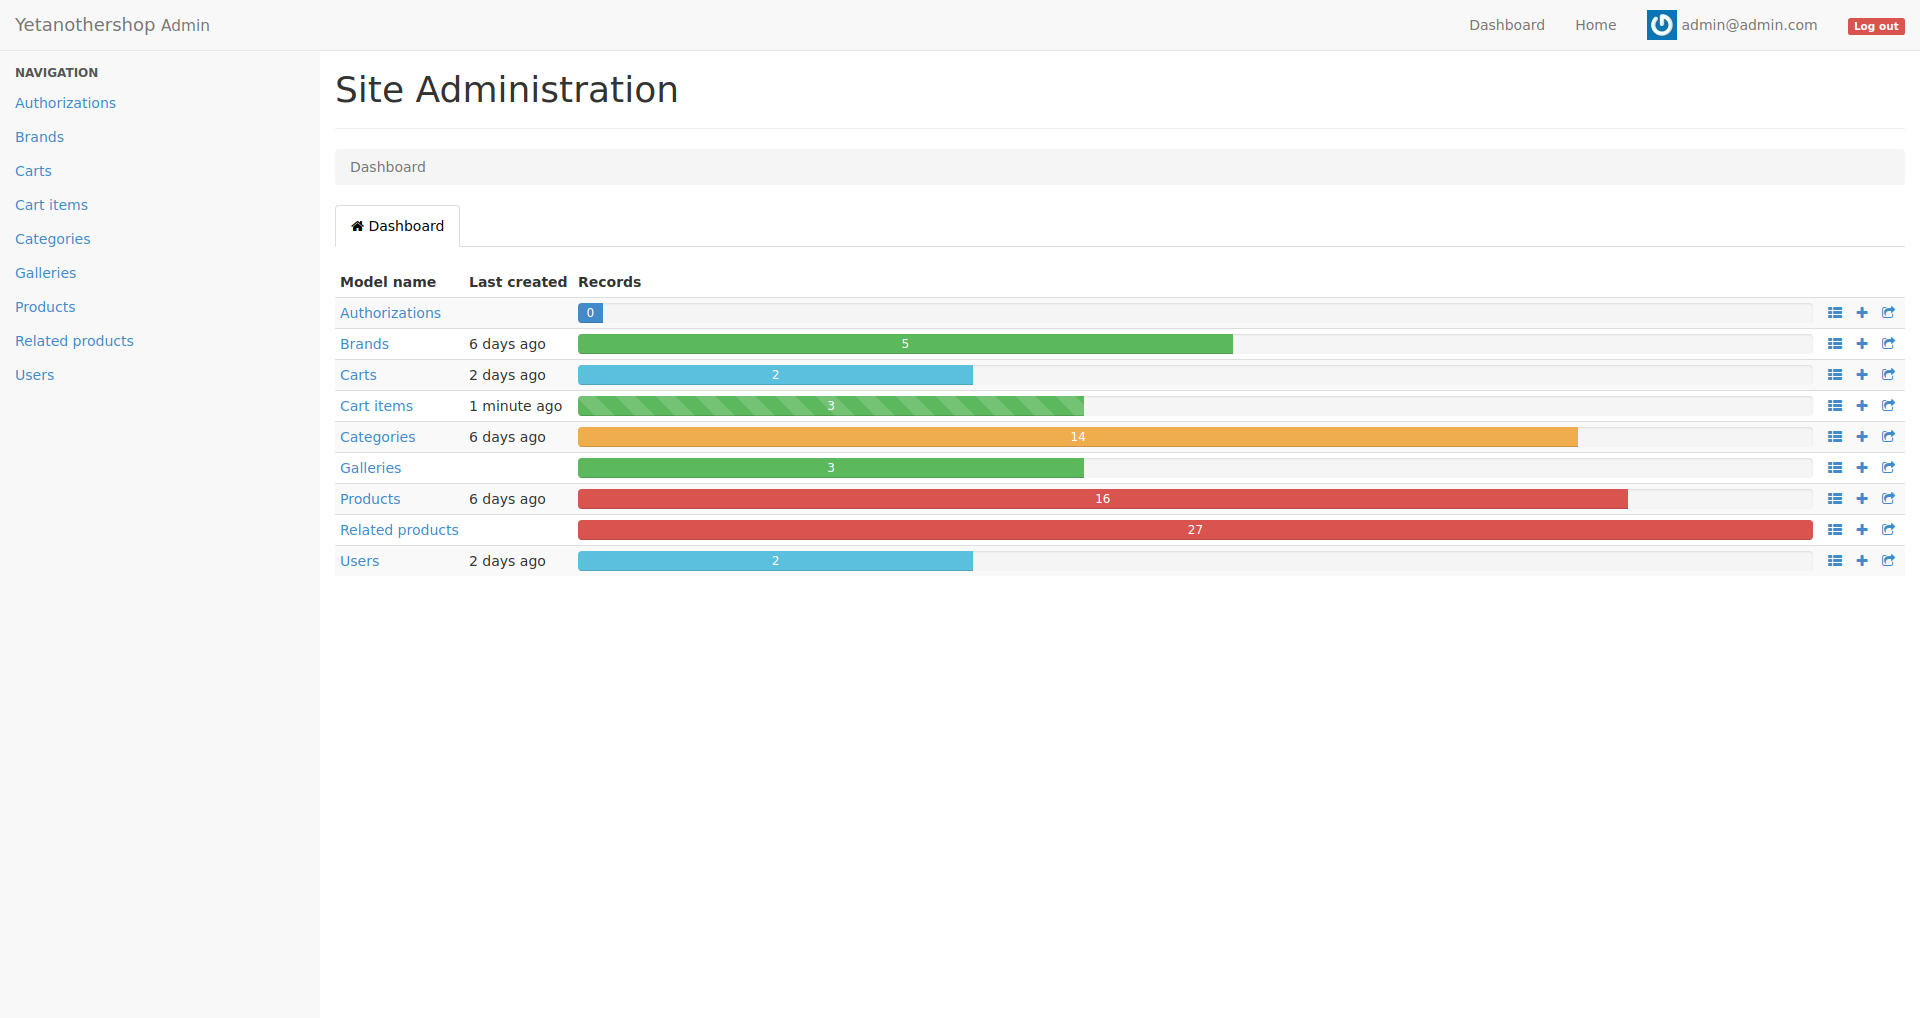 Yetanothershop Admin
Dashboard Home admin@admin.com Log out
NAVIGATION
Authorizations
Brands
Carts
Cart items
Categories
Galleries
Products
Related products
Users
Site Administration
Dashboard
Dashboard
Model name Last created Records
Authorizations 0
Brands 6 days ago 5
Carts 2 days ago 2
Cart items 1 minute ago 3
Categories 6 days ago 14
Galleries 3
Products 6 days ago 16
Related products 27
Users 2 days ago 2